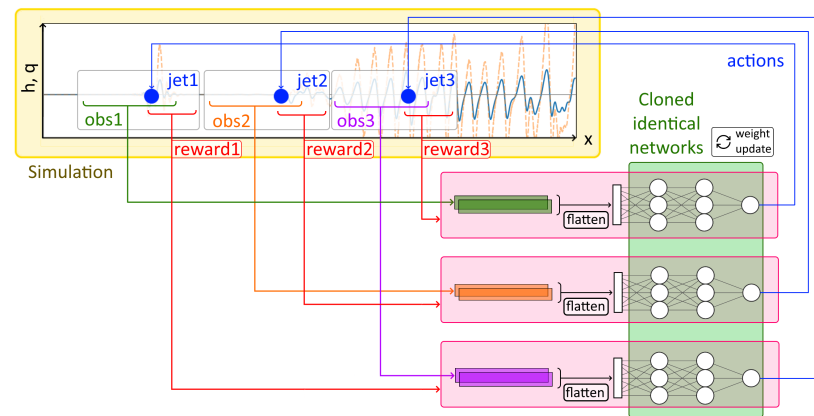 h, q
jet1
jet2
jet3
actions
obs1
obs2
obs3
x
reward1
reward2
reward3
Simulation
Cloned
identical
networks
weight
update
flatten
flatten
flatten